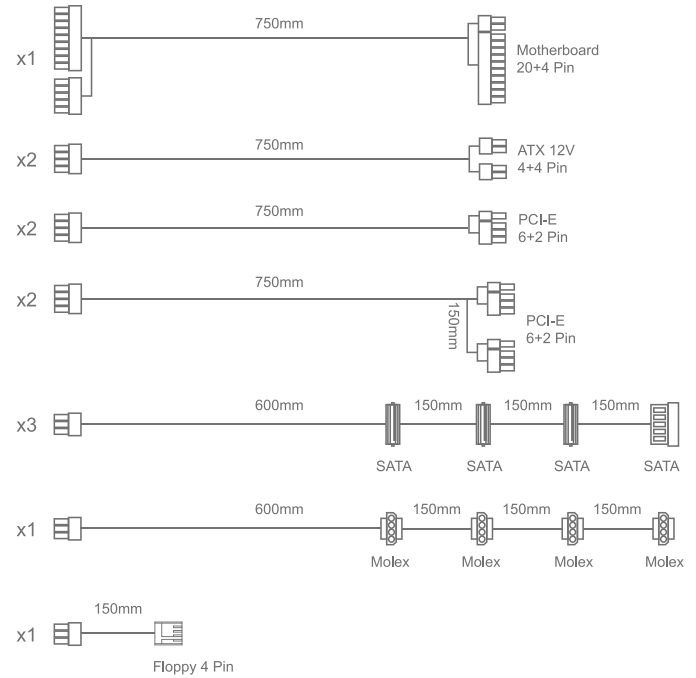 750mm
x1
Motherboard
20+4 Pin
750mm
x2
ATX 12V
4+4 Pin
750mm
x2
PCI-E
6+2 Pin
750mm
x2
150mm
PCI-E
6+2 Pin
600mm 150mm 150mm 150mm
x3
SATA SATA SATA SATA
600mm 150mm 150mm 150mm
x1
Molex Molex Molex Molex
150mm
x1
Floppy 4 Pin